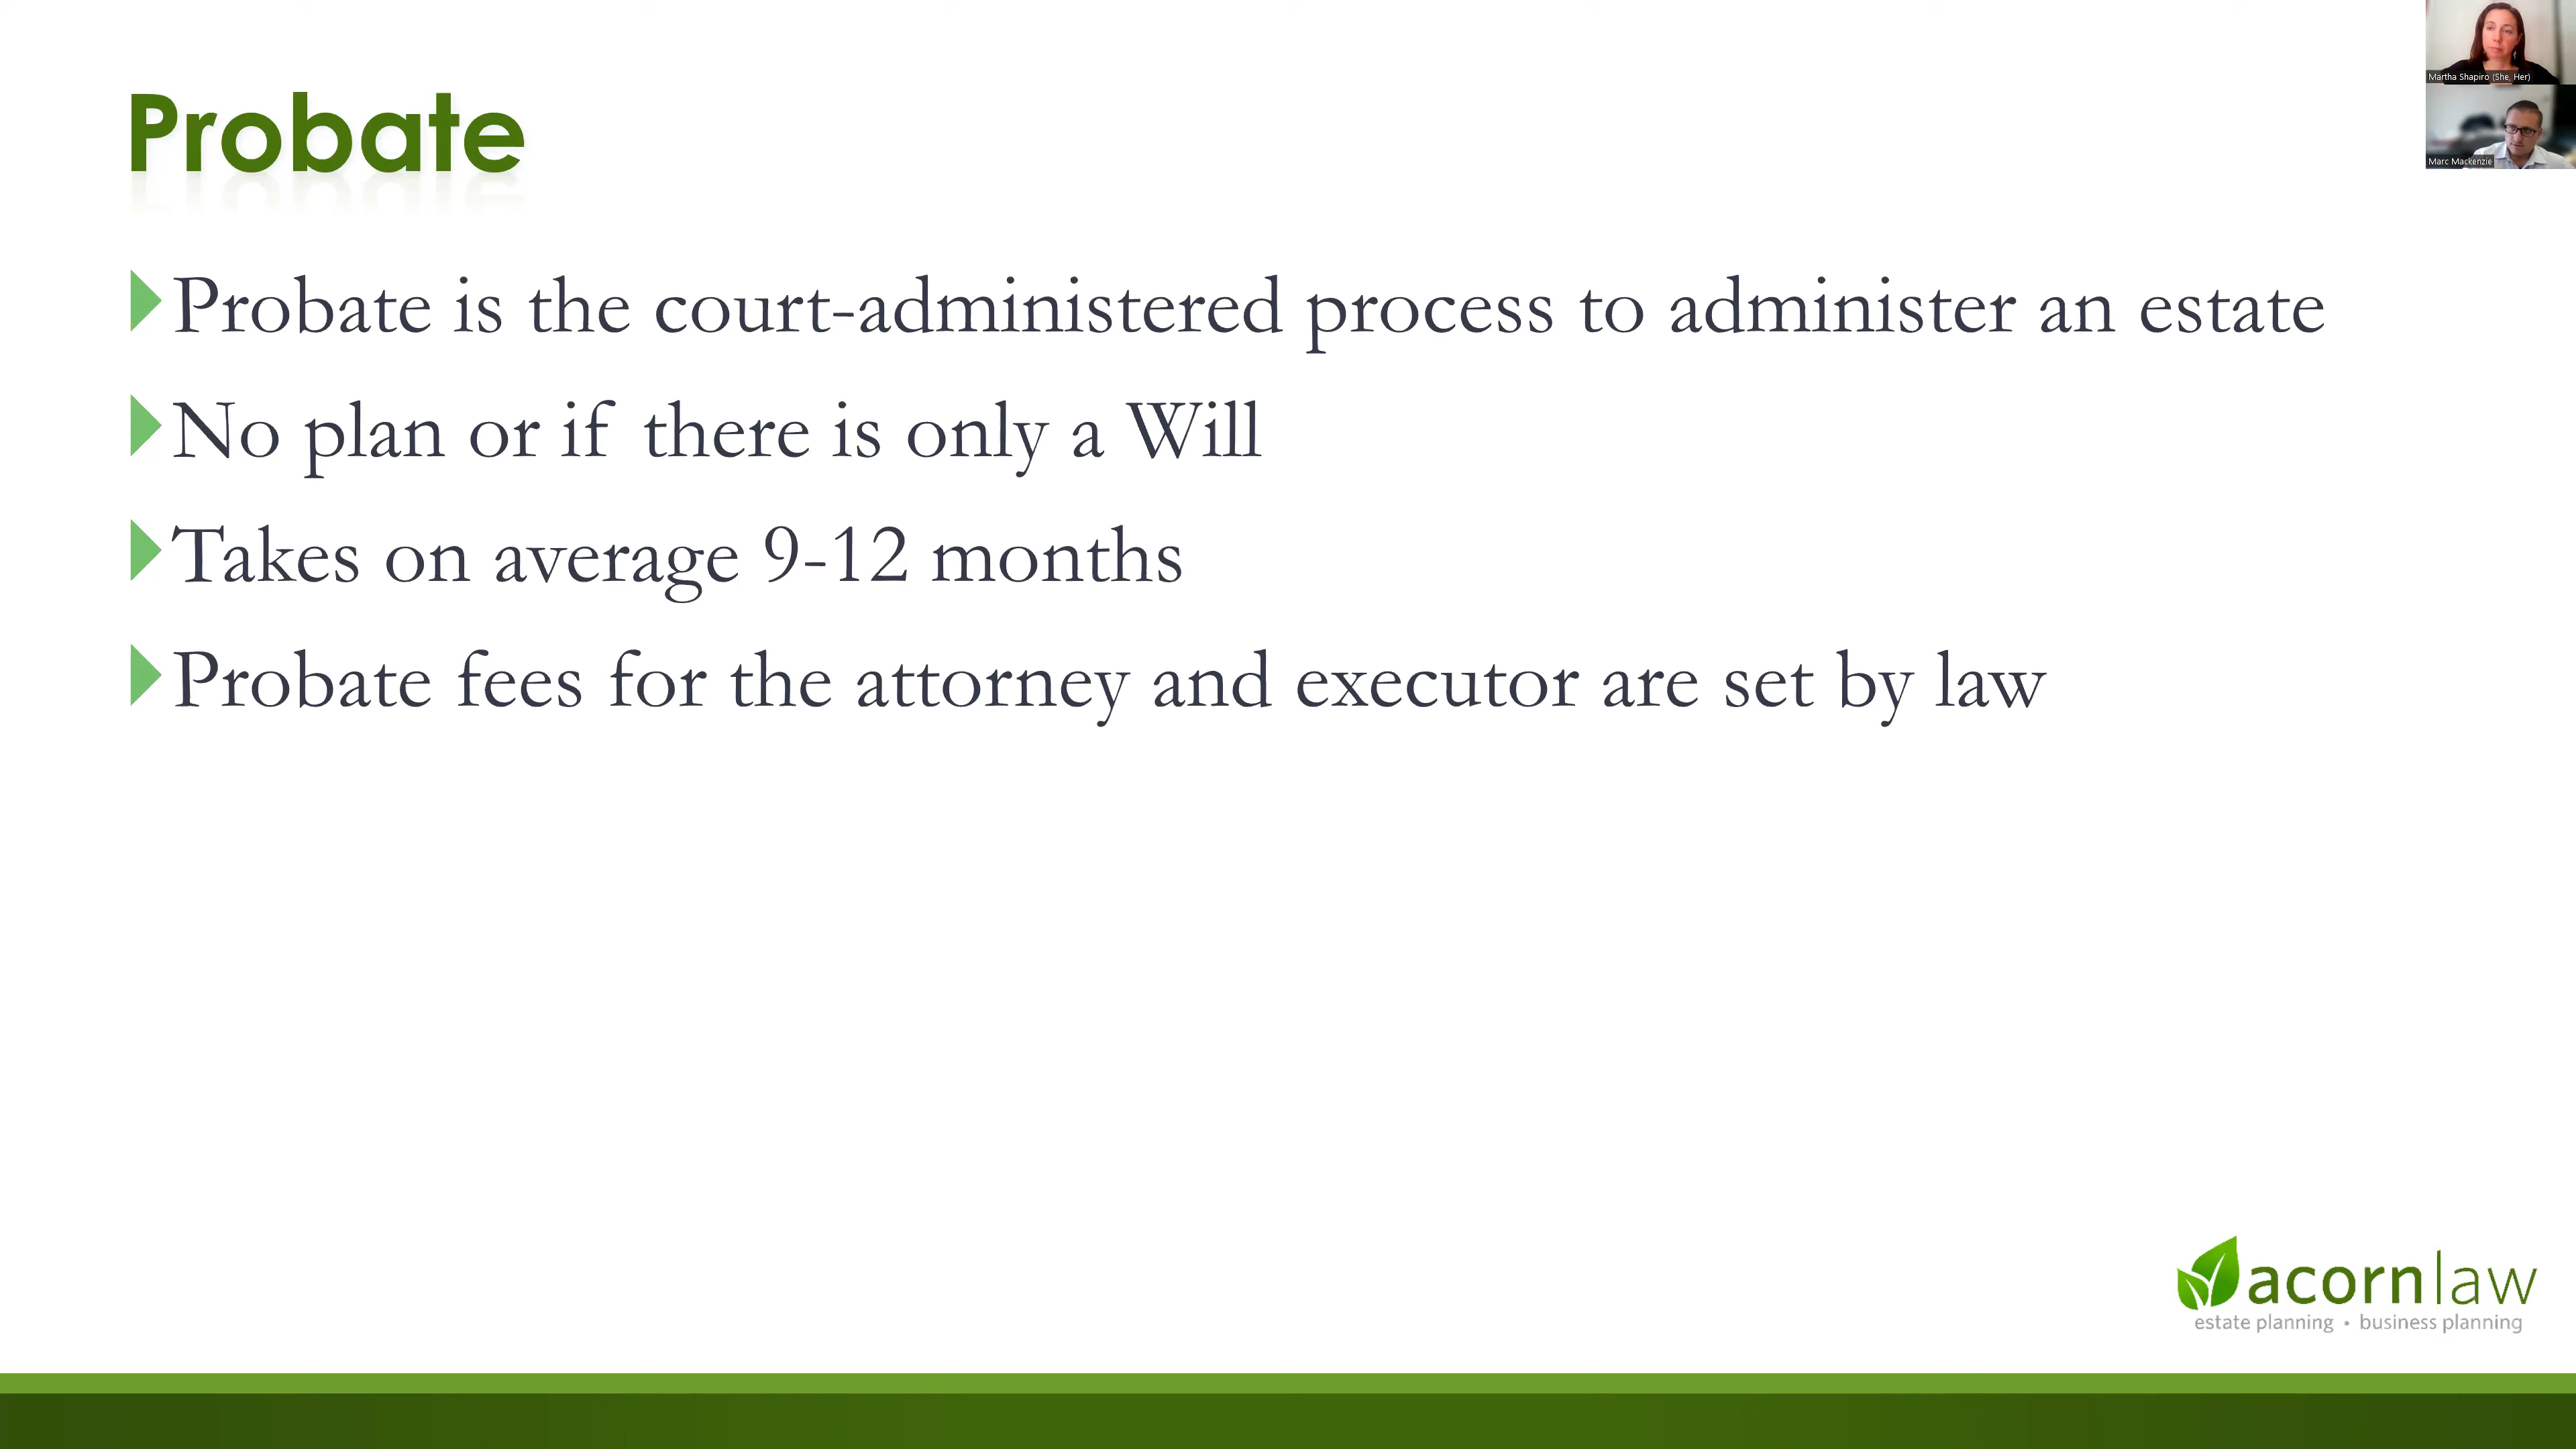 Probate
Probate is the court-administered process to administer an estate
No plan or if there is only a Will
Takes on average 9-12 months
Probate fees for the attorney and executor are set by law
Martha Shapiro (She, Her)
Marc Mackenzie
acornlaw
estate planning • business planning